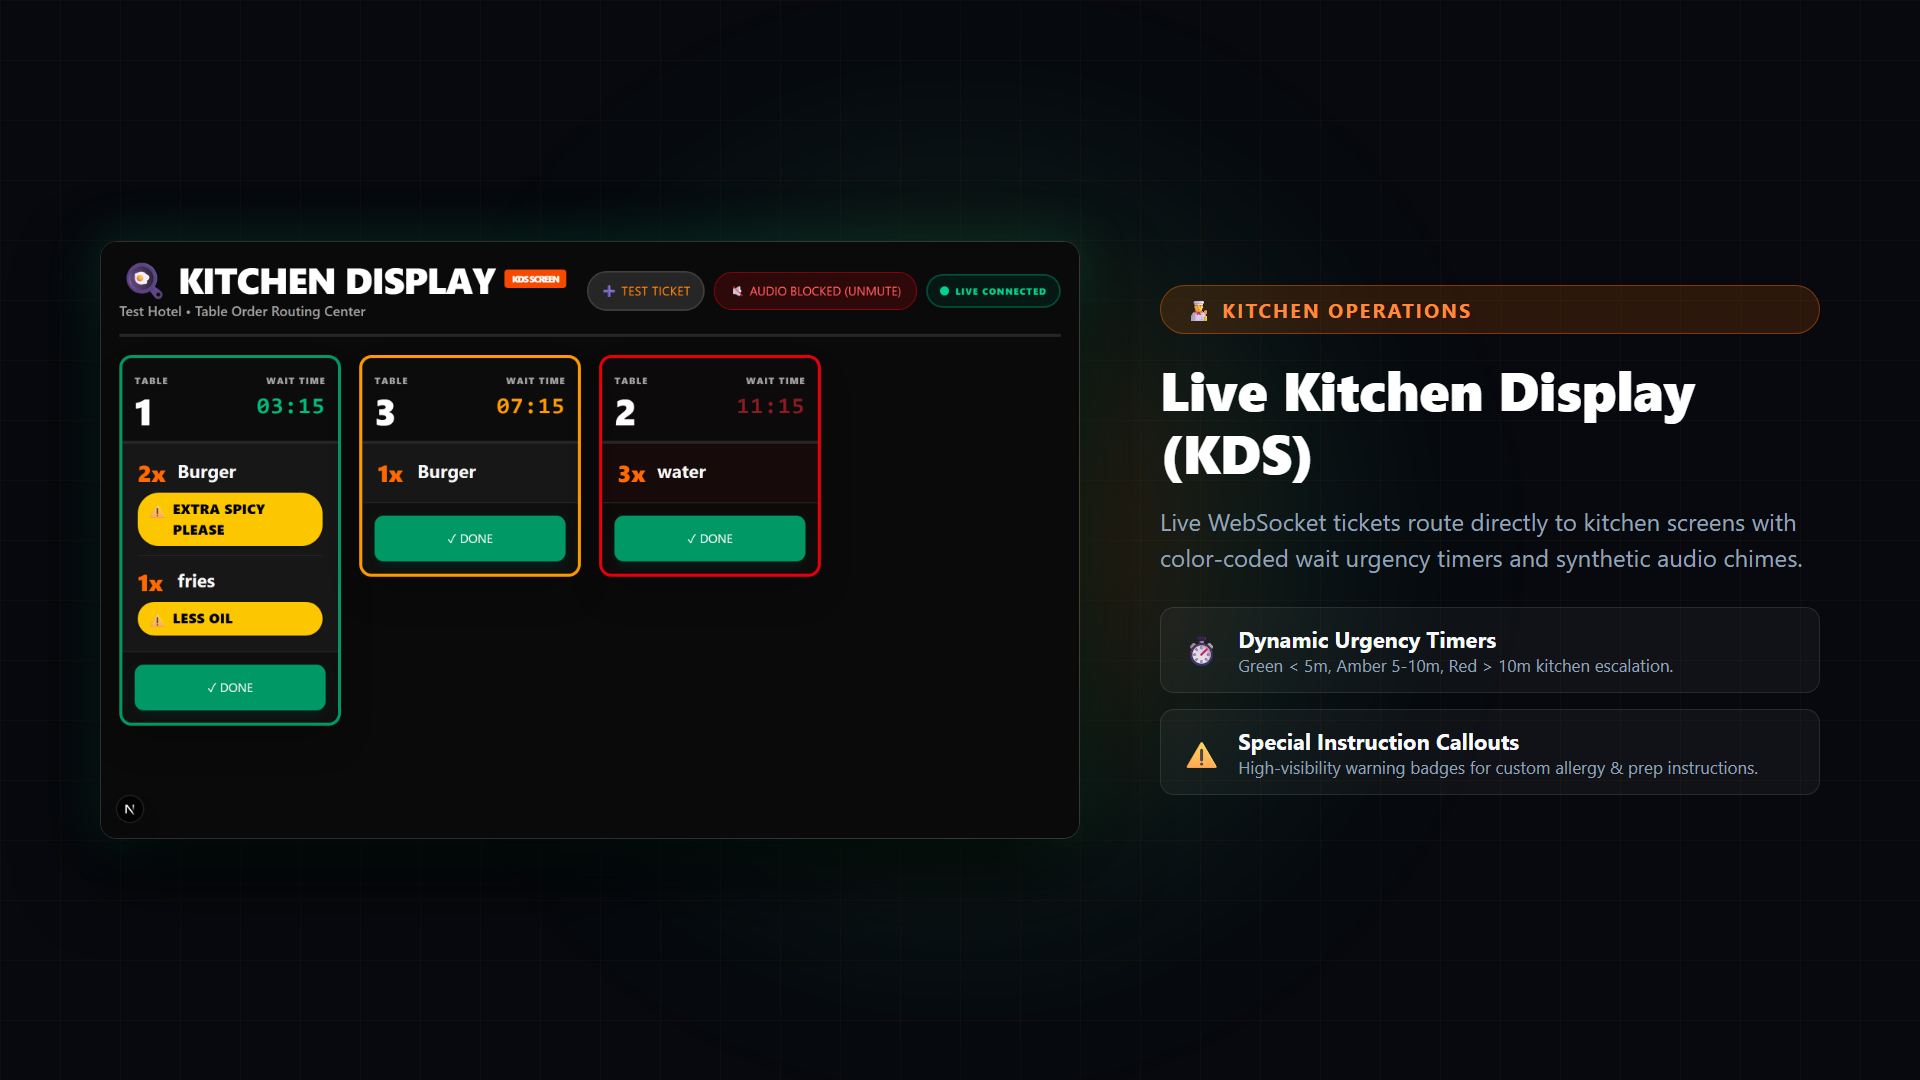 KITCHEN DISPLAY KDS SCREEN
Test Hotel • Table Order Routing Center
TEST TICKET
AUDIO BLOCKED (UNMUTE)
LIVE CONNECTED
TABLE WAIT TIME
1 03:15
2x Burger
EXTRA SPICY
PLEASE
1x fries
LESS OIL
✓ DONE
TABLE WAIT TIME
3 07:15
1x Burger
✓ DONE
TABLE WAIT TIME
2 11:15
3x water
✓ DONE
N
KITCHEN OPERATIONS
Live Kitchen Display
(KDS)
Live WebSocket tickets route directly to kitchen screens with
color-coded wait urgency timers and synthetic audio chimes.
Dynamic Urgency Timers
Green < 5m, Amber 5-10m, Red > 10m kitchen escalation.
Special Instruction Callouts
High-visibility warning badges for custom allergy & prep instructions.